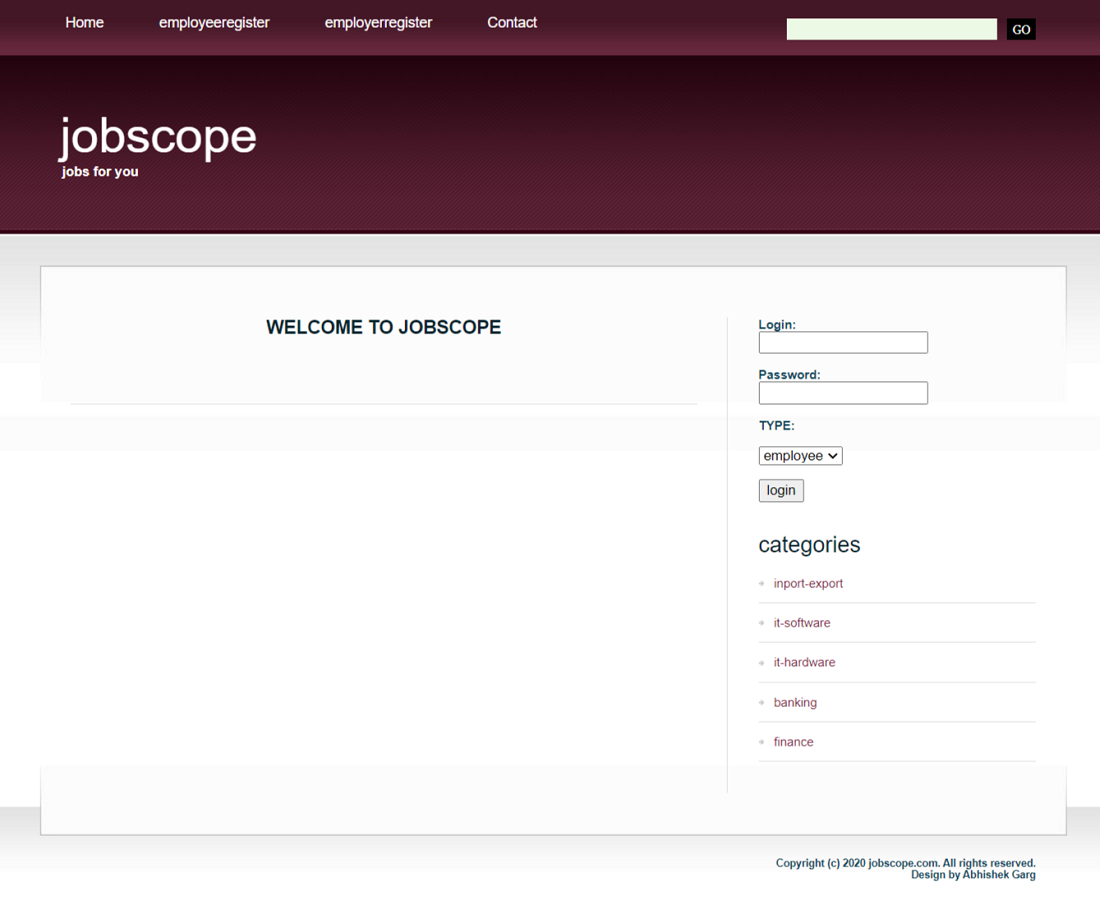 Home employeeregister employerregister Contact GO
jobscope
jobs for you
WELCOME TO JOBSCOPE
Login:
Password:
TYPE:
employee
login
categories
inport-export
it-software
it-hardware
banking
finance
Copyright (c) 2020 jobscope.com. All rights reserved.
Design by Abhishek Garg